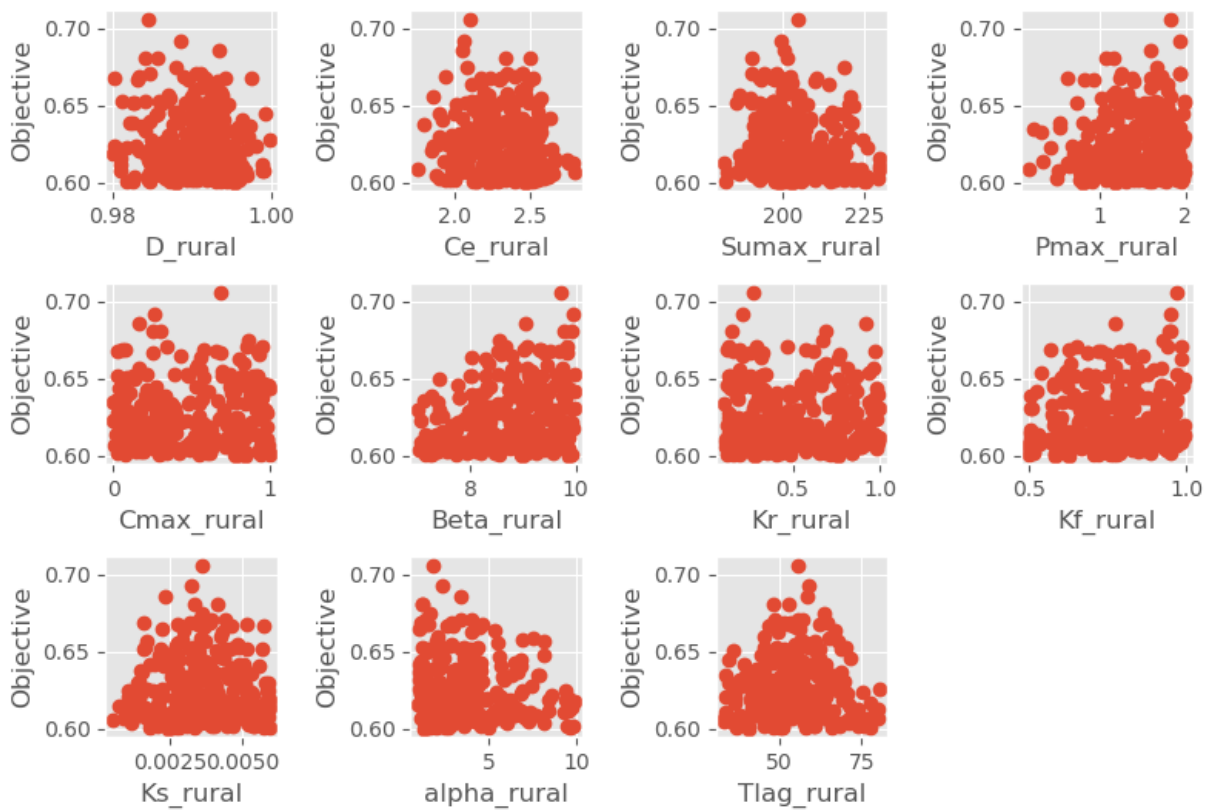 0.70
0.65
0.60
Objective
0.98 1.00
D_rural
0.70
0.65
0.60
Objective
2.0 2.5
Ce_rural
0.70
0.65
0.60
Objective
200 225
Sumax_rural
0.70
0.65
0.60
Objective
1 2
Pmax_rural
0.70
0.65
0.60
Objective
0 1
Cmax_rural
0.70
0.65
0.60
Objective
8 10
Beta_rural
0.70
0.65
0.60
Objective
0.5 1.0
Kr_rural
0.70
0.65
0.60
Objective
0.5 1.0
Kf_rural
0.70
0.65
0.60
Objective
0.0025 0.0050
Ks_rural
0.70
0.65
0.60
Objective
5 10
alpha_rural
0.70
0.65
0.60
Objective
50 75
Tlag_rural